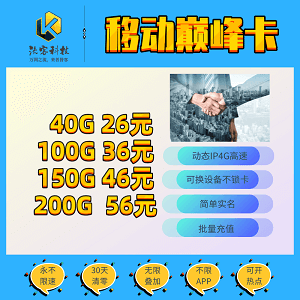 移动巅峰卡
40G 26元
100G 36元
150G 46元
200G 56元
动态IP4G高速
可换设备不锁卡
简单实名
批量充值
永不
限速
30天
清零
无限
叠加
不限
APP
可开
热点